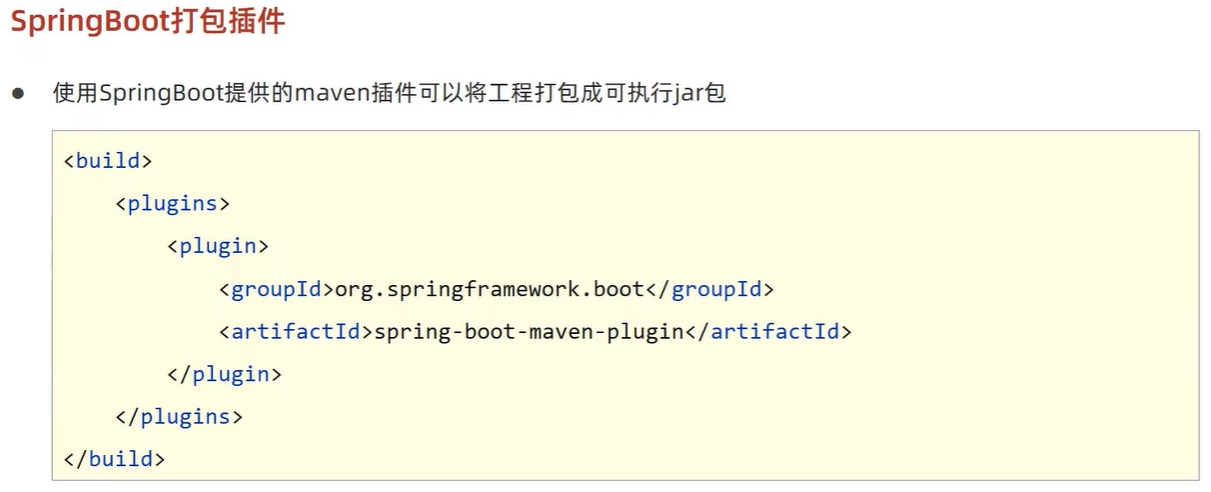 SpringBoot打包插件
● 使用SpringBoot提供的maven插件可以将工程打包成可执行jar包
<build>
    <plugins>
        <plugin>
            <groupId>org.springframework.boot</groupId>
            <artifactId>spring-boot-maven-plugin</artifactId>
        </plugin>
    </plugins>
</build>